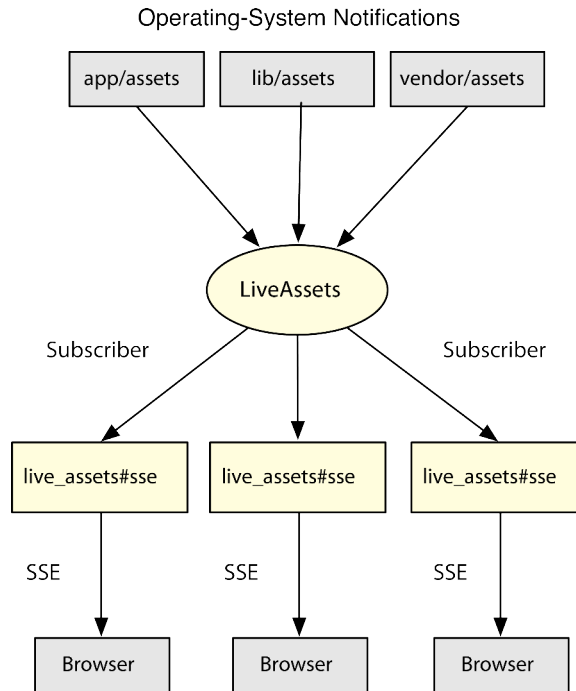 Operating-System Notifications
app/assets
lib/assets
vendor/assets
LiveAssets
Subscriber
Subscriber
live_assets#sse
live_assets#sse
live_assets#sse
SSE
SSE
SSE
Browser
Browser
Browser